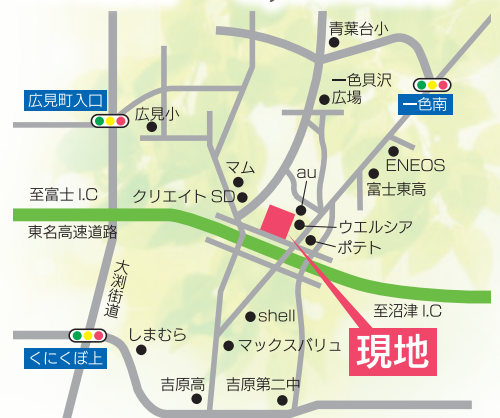 青葉台小
一色貝沢
広場
広見町入口
一色南
広見小
ENEOS
マム
au
富士東高
至富士 I.C
クリエイト SD
ウエルシア
東名高速道路
ポテト
大渕街道
至沼津 I.C
shell
しまむら
現地
マックスバリュ
くにくぼ上
吉原高
吉原第二中